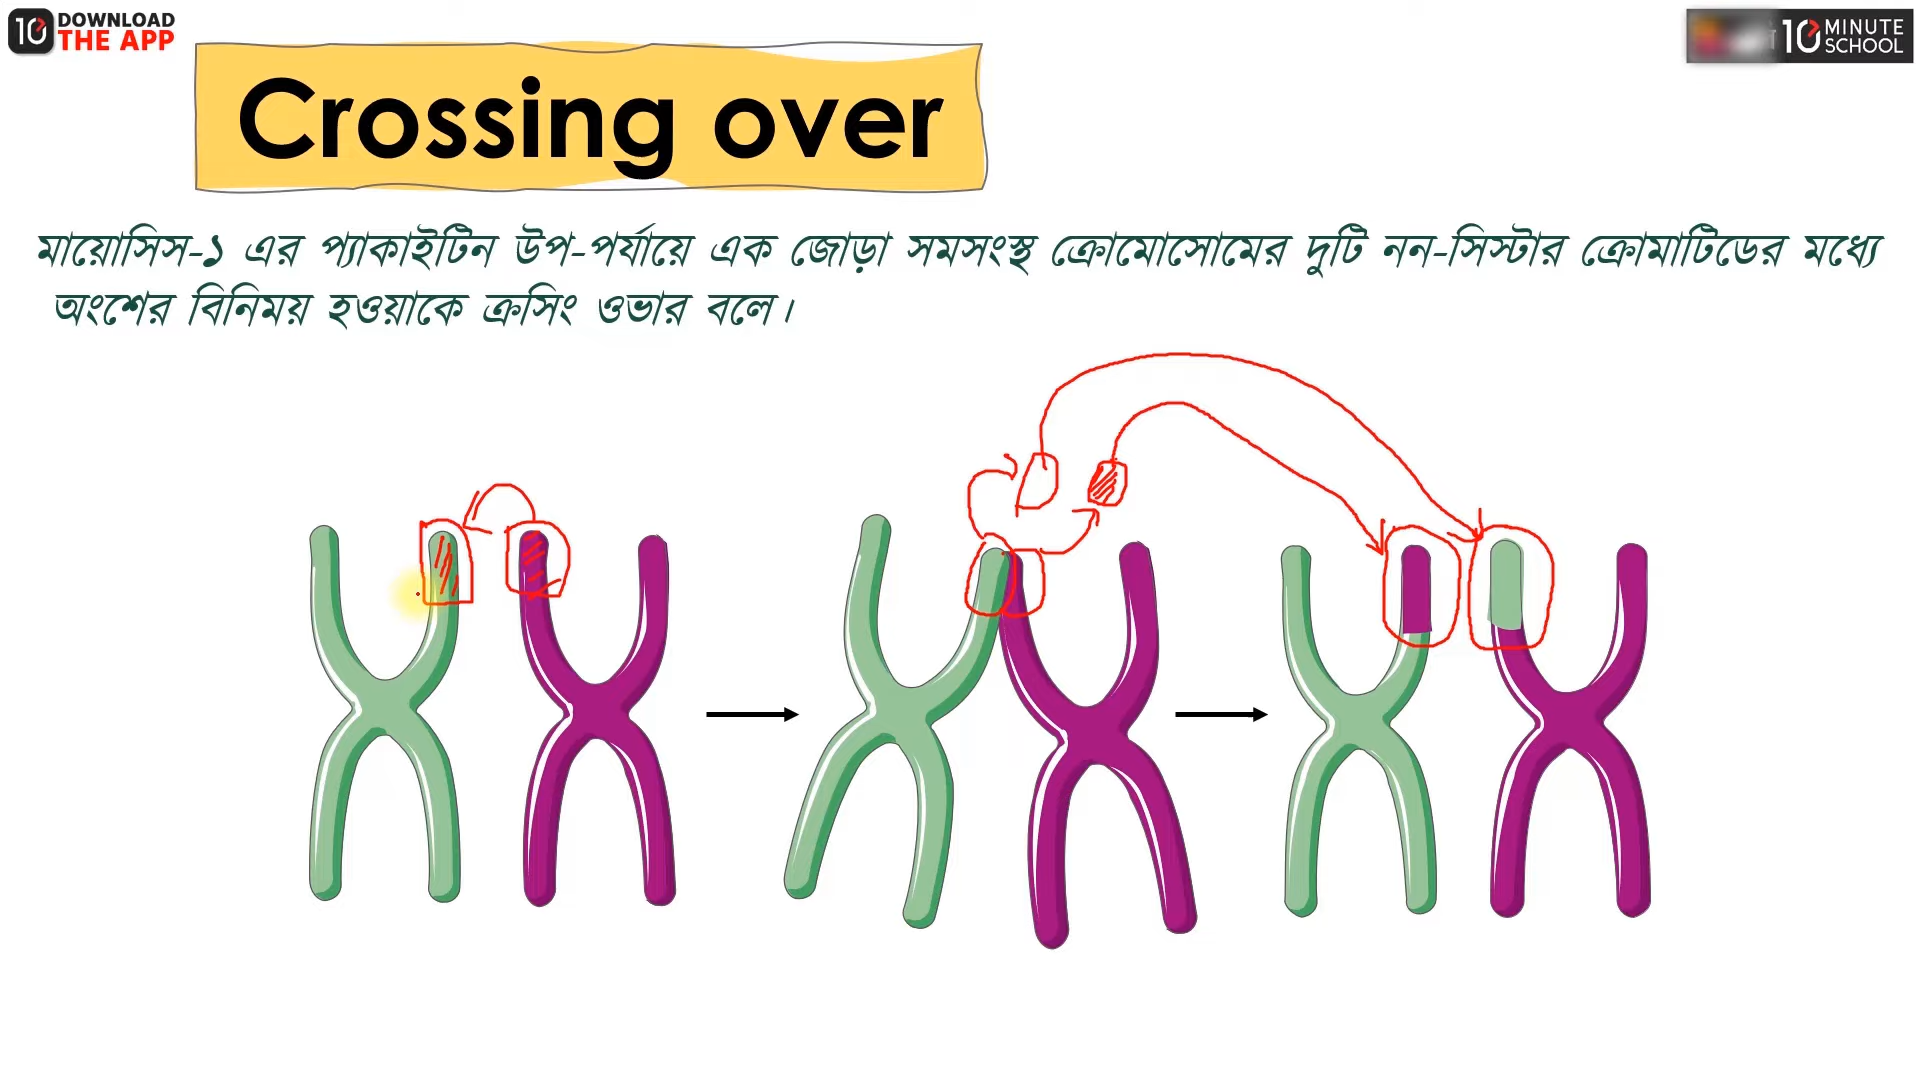 10 DOWNLOAD
THE APP
10 MINUTE
SCHOOL
Crossing over
মায়োসিস-১ এর প্যাকাইটিন উপ-পর্যায়ে এক জোড়া সমসংস্থ ক্রোমোসোমের দুটি নন-সিস্টার ক্রোমাটিডের মধ্যে
অংশের বিনিময় হওয়াকে ক্রসিং ওভার বলে।